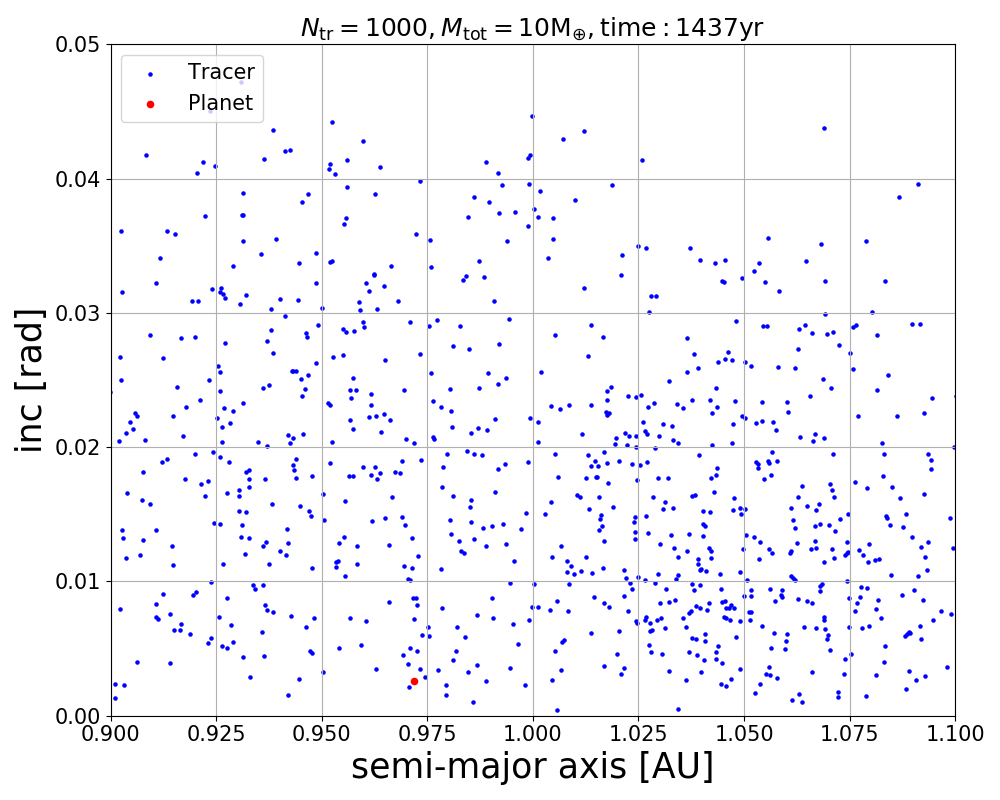 N_tr = 1000, M_tot = 10M_⊕, time : 1437yr
0.05
Tracer
Planet
0.04
0.03
inc [rad]
0.02
0.01
0.00
0.900 0.925 0.950 0.975 1.000 1.025 1.050 1.075 1.100
semi-major axis [AU]